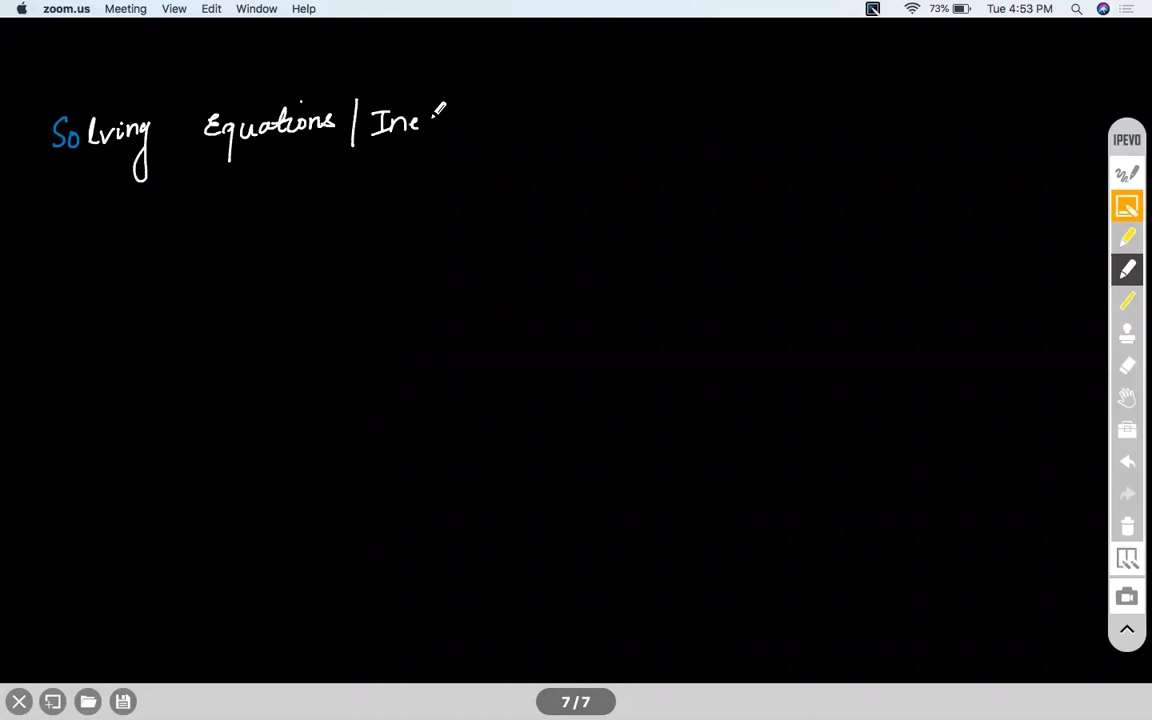 zoom.us Meeting View Edit Window Help 73% Tue 4:53 PM
Solving Equations | Ine
IPEVO
7 / 7